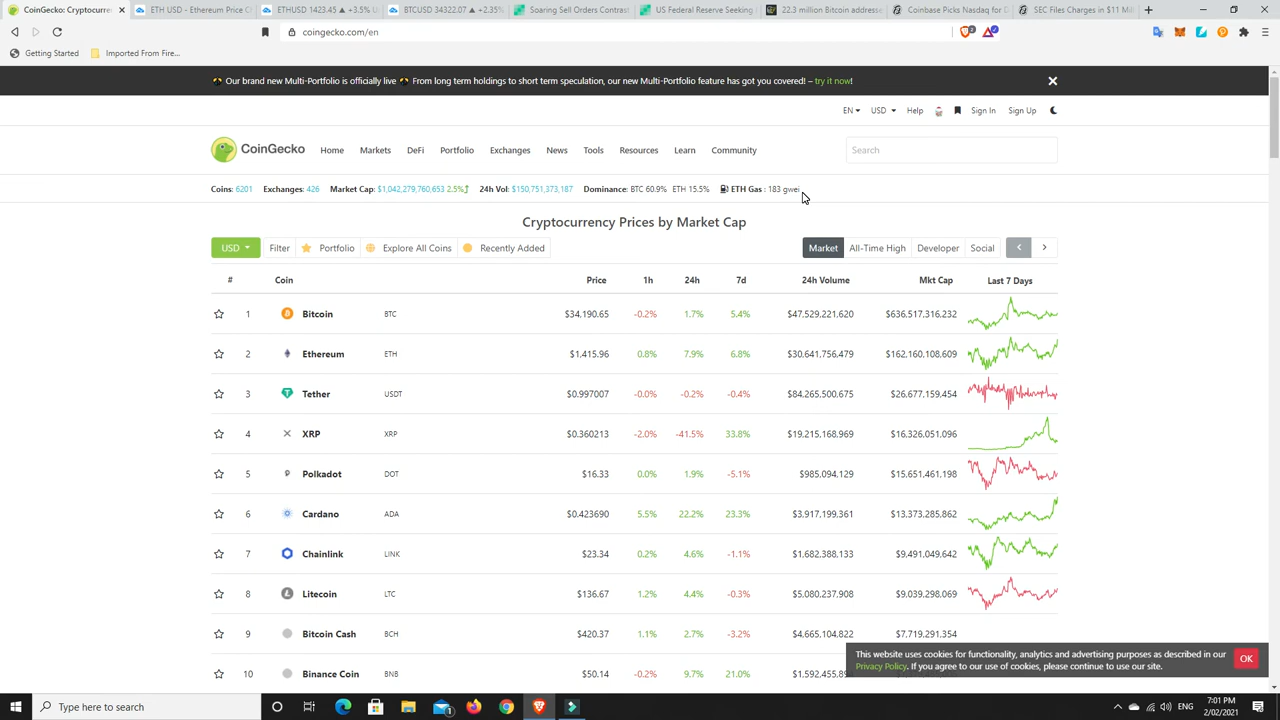 CoinGecko: Cryptocurren
ETH USD - Ethereum Price C
ETHUSD 1423.45 ▲ +3.5% U
BTCUSD 34322.07 ▲ +2.35%
Soaring Sell Orders Contrast
US Federal Reserve Seeking
22.3 million Bitcoin addresse
Coinbase Picks Nasdaq for D
SEC Files Charges in $11 Mil
coingecko.com/en
Getting Started
Imported From Fire...
Our brand new Multi-Portfolio is officially live
From long term holdings to short term speculation, our new Multi-Portfolio feature has got you covered! – try it now!
EN USD Help Sign In Sign Up
CoinGecko Home Markets DeFi Portfolio Exchanges News Tools Resources Learn Community Search
Coins: 6201 Exchanges: 426 Market Cap: $1,042,279,760,653 2.5% 24h Vol: $150,751,373,187 Dominance: BTC 60.9% ETH 15.5% ETH Gas : 183 gwei
Cryptocurrency Prices by Market Cap
USD Filter Portfolio Explore All Coins Recently Added Market All-Time High Developer Social
# Coin Price 1h 24h 7d 24h Volume Mkt Cap Last 7 Days
1 Bitcoin BTC $34,190.65 -0.2% 1.7% 5.4% $47,529,221,620 $636,517,316,232
2 Ethereum ETH $1,415.96 0.8% 7.9% 6.8% $30,641,756,479 $162,160,108,609
3 Tether USDT $0.997007 -0.0% -0.2% -0.4% $84,265,500,675 $26,677,159,454
4 XRP XRP $0.360213 -2.0% -41.5% 33.8% $19,215,168,969 $16,326,051,096
5 Polkadot DOT $16.33 0.0% 1.9% -5.1% $985,094,129 $15,651,461,198
6 Cardano ADA $0.423690 5.5% 22.2% 23.3% $3,917,199,361 $13,373,285,862
7 Chainlink LINK $23.34 0.2% 4.6% -1.1% $1,682,388,133 $9,491,049,642
8 Litecoin LTC $136.67 1.2% 4.4% -0.3% $5,080,237,908 $9,039,298,069
9 Bitcoin Cash BCH $420.37 1.1% 2.7% -3.2% $4,665,104,822 $7,719,291,354
10 Binance Coin BNB $50.14 -0.2% 9.7% 21.0%
This website uses cookies for functionality, analytics and advertising purposes as described in our
Privacy Policy. If you agree to our use of cookies, please continue to use our site.
OK
Type here to search
ENG
7:01 PM
2/02/2021